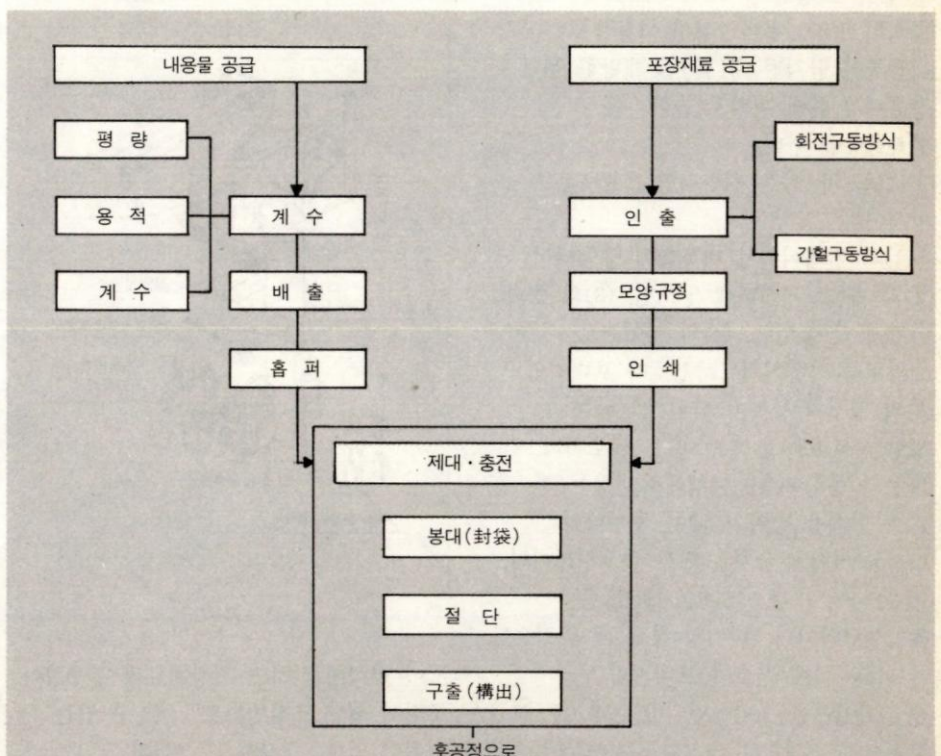 내용물 공급
포장재료 공급
평 량
회전구동방식
용 적
계 수
인 출
간헐구동방식
계 수
배 출
모양규정
홉 퍼
인 쇄
제대·충전
봉대(封袋)
절 단
구출(構出)
후공정으로